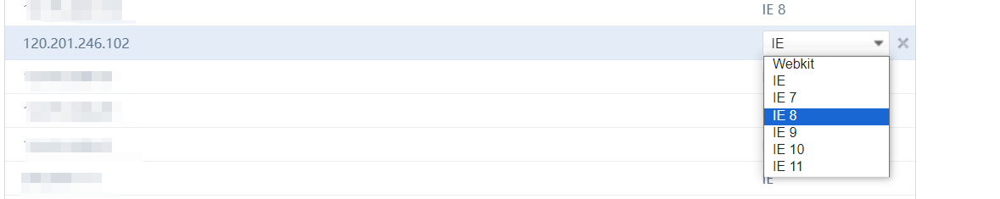 IE 8
120.201.246.102
IE
Webkit
IE
IE 7
IE 8
IE 9
IE 10
IE 11
IE